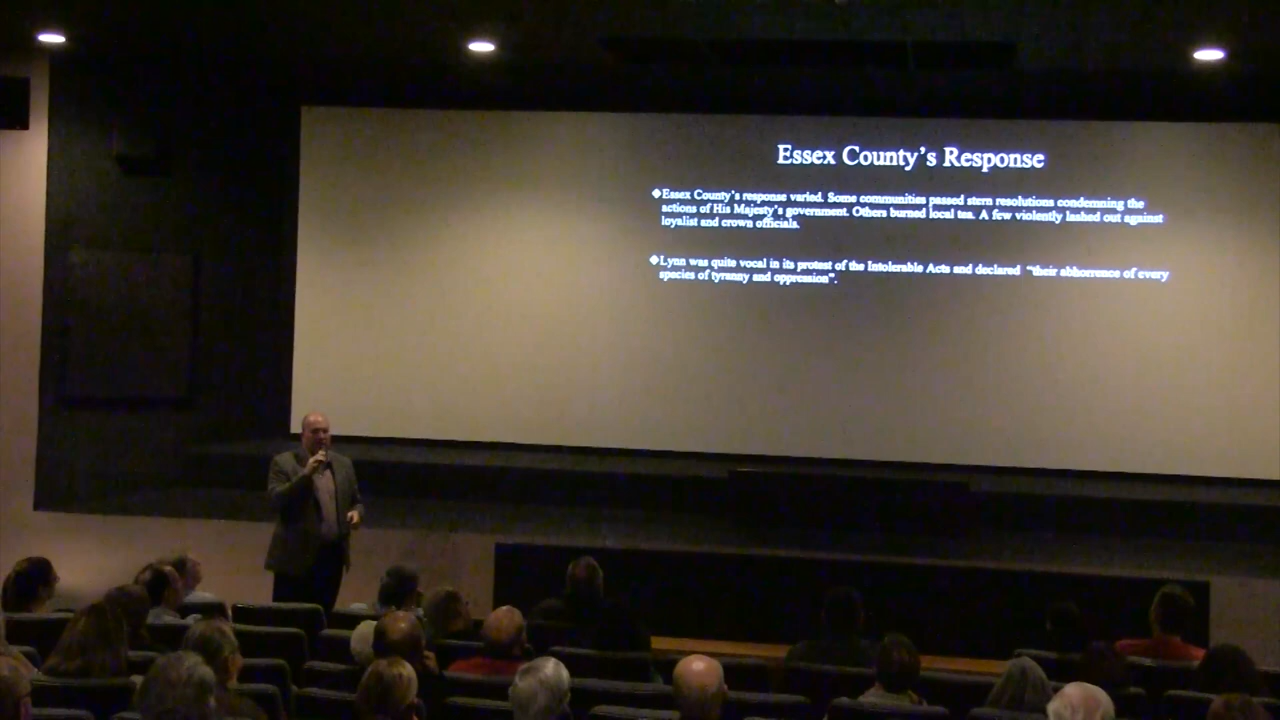 Essex County's Response
◆Essex County's response varied. Some communities passed stern resolutions condemning the
actions of His Majesty's government. Others burned local tea. A few violently lashed out against
loyalist and crown officials.
◆Lynn was quite vocal in its protest of the Intolerable Acts and declared "their abhorrence of every
species of tyranny and oppression".